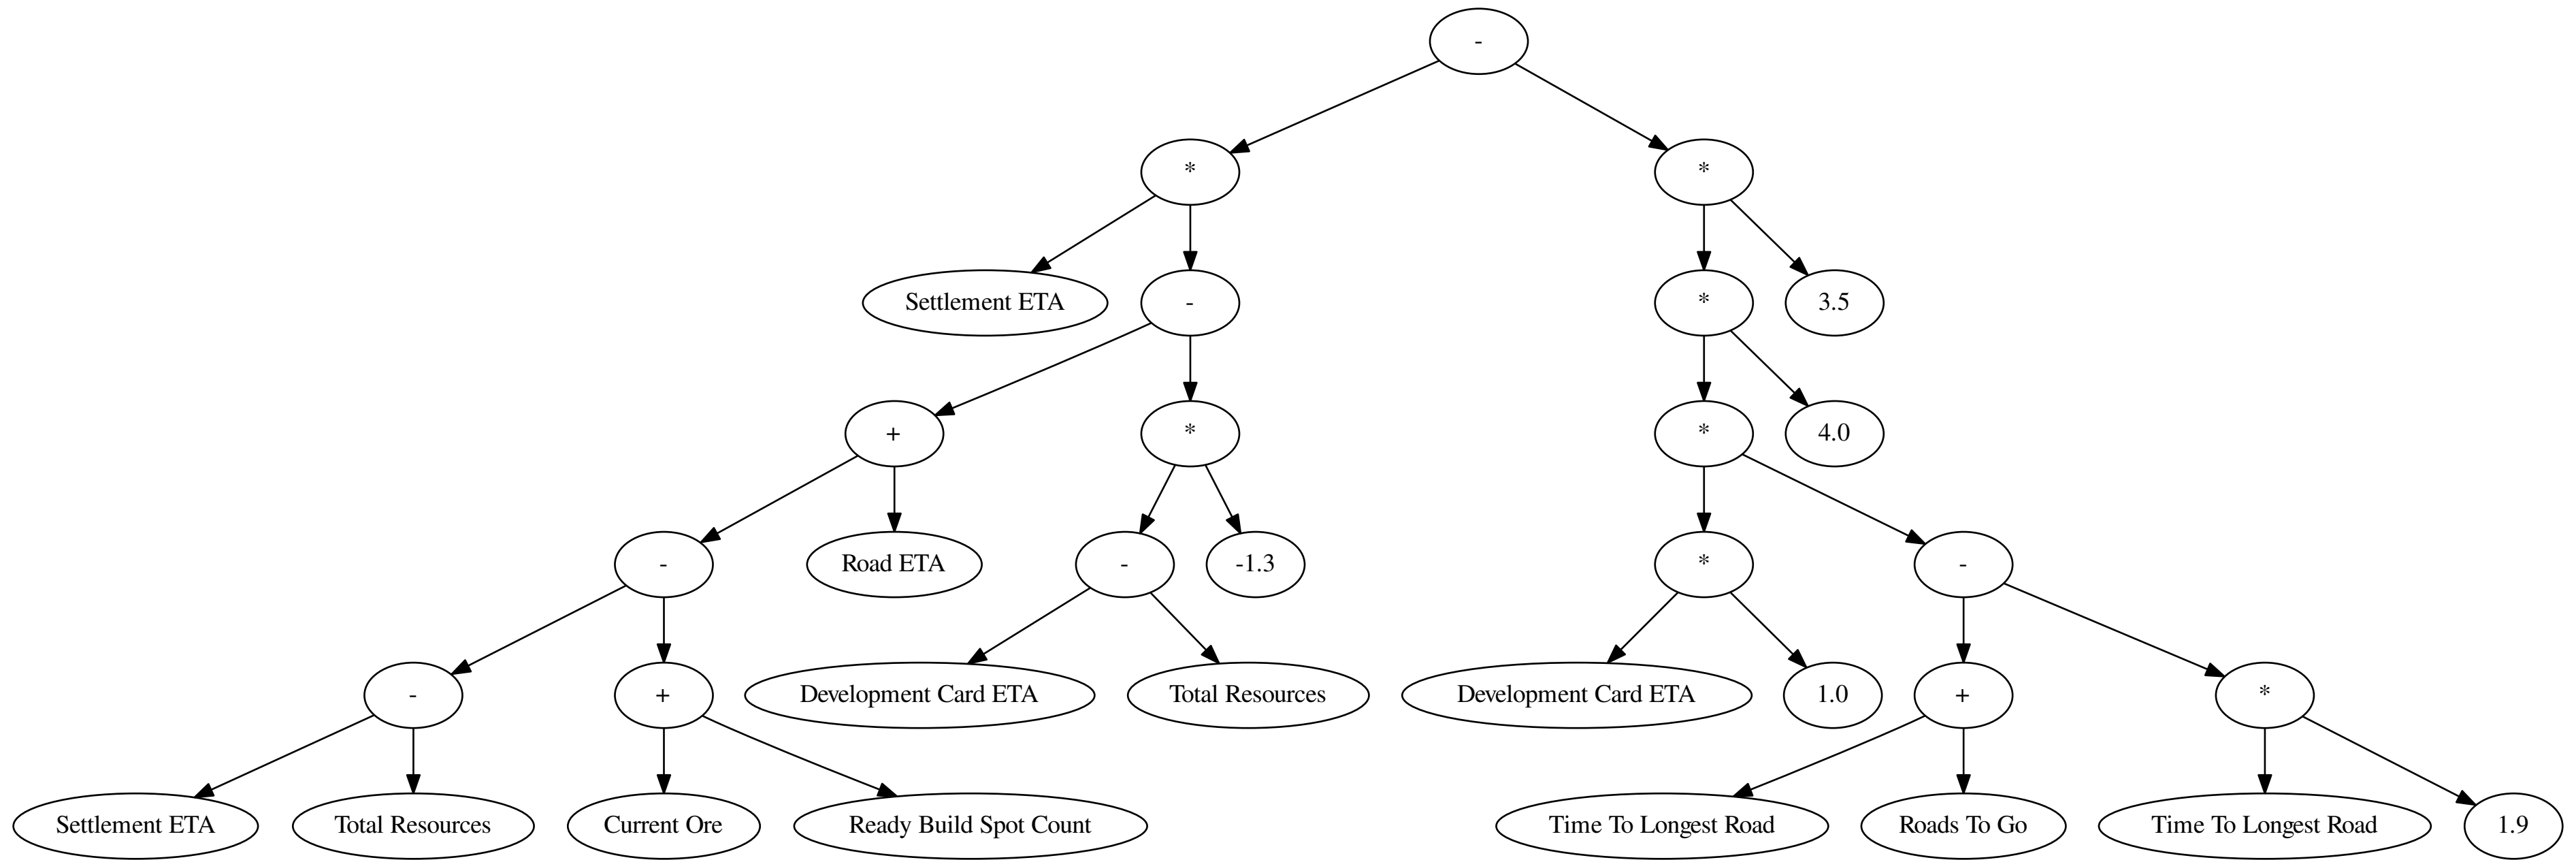 -
*
*
Settlement ETA
-
*
3.5
+
*
*
4.0
-
Road ETA
-
-1.3
*
-
-
+
Development Card ETA
Total Resources
Development Card ETA
1.0
+
*
Settlement ETA
Total Resources
Current Ore
Ready Build Spot Count
Time To Longest Road
Roads To Go
Time To Longest Road
1.9